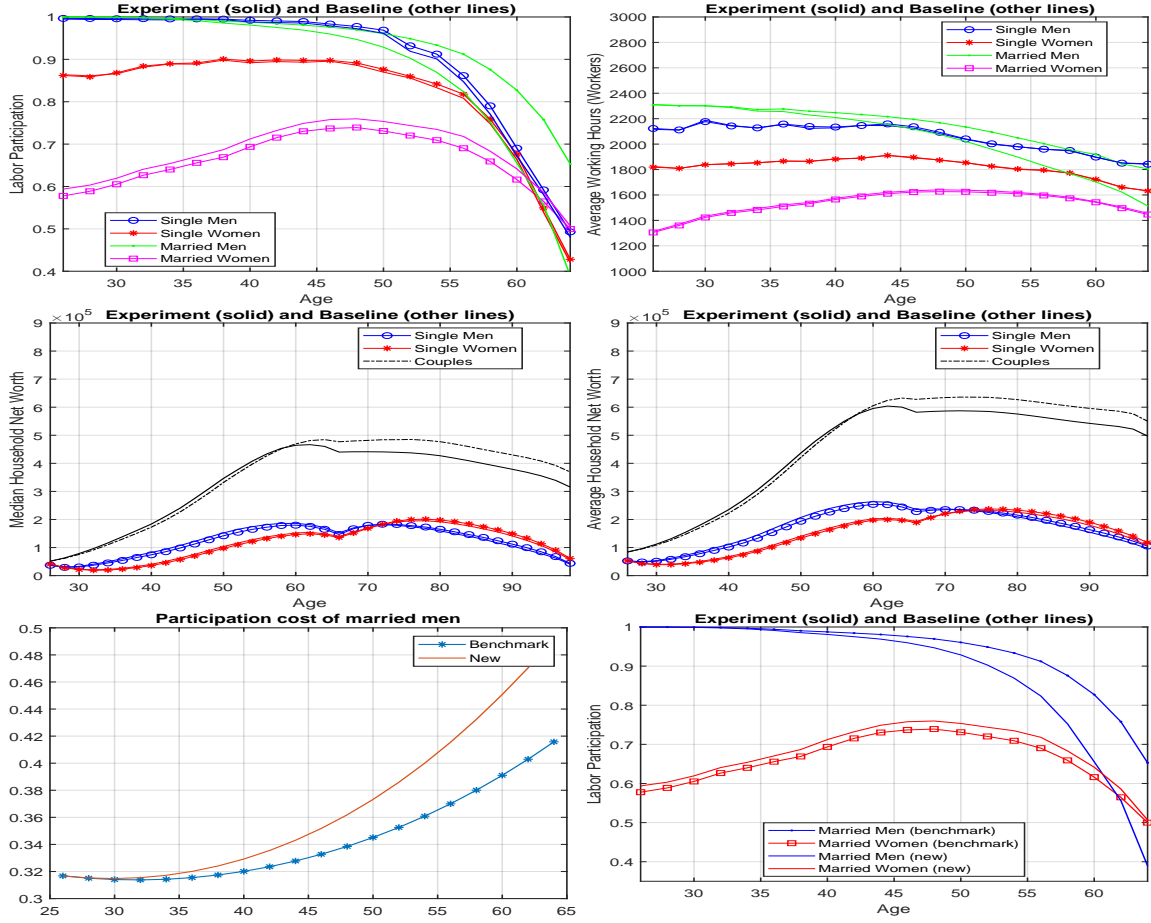 Experiment (solid) and Baseline (other lines)
1
0.9
0.8
0.7
0.6
0.5
0.4
Labor Participation
Single Men
Single Women
Married Men
Married Women
30 35 40 45 50 55 60
Age
Experiment (solid) and Baseline (other lines)
3000
2800
2600
2400
2200
2000
1800
1600
1400
1200
1000
Average Working Hours (Workers)
Single Men
Single Women
Married Men
Married Women
30 35 40 45 50 55 60
Age
Experiment (solid) and Baseline (other lines)
×10^5
9
8
7
6
5
4
3
2
1
0
Median Household Net Worth
Single Men
Single Women
Couples
30 40 50 60 70 80 90
Age
Experiment (solid) and Baseline (other lines)
×10^5
9
8
7
6
5
4
3
2
1
0
Average Household Net Worth
Single Men
Single Women
Couples
30 40 50 60 70 80 90
Age
Participation cost of married men
0.5
0.48
0.46
0.44
0.42
0.4
0.38
0.36
0.34
0.32
0.3
Benchmark
New
25 30 35 40 45 50 55 60 65
Experiment (solid) and Baseline (other lines)
1
0.9
0.8
0.7
0.6
0.5
0.4
Labor Participation
Married Men (benchmark)
Married Women (benchmark)
Married Men (new)
Married Women (new)
30 35 40 45 50 55 60
Age